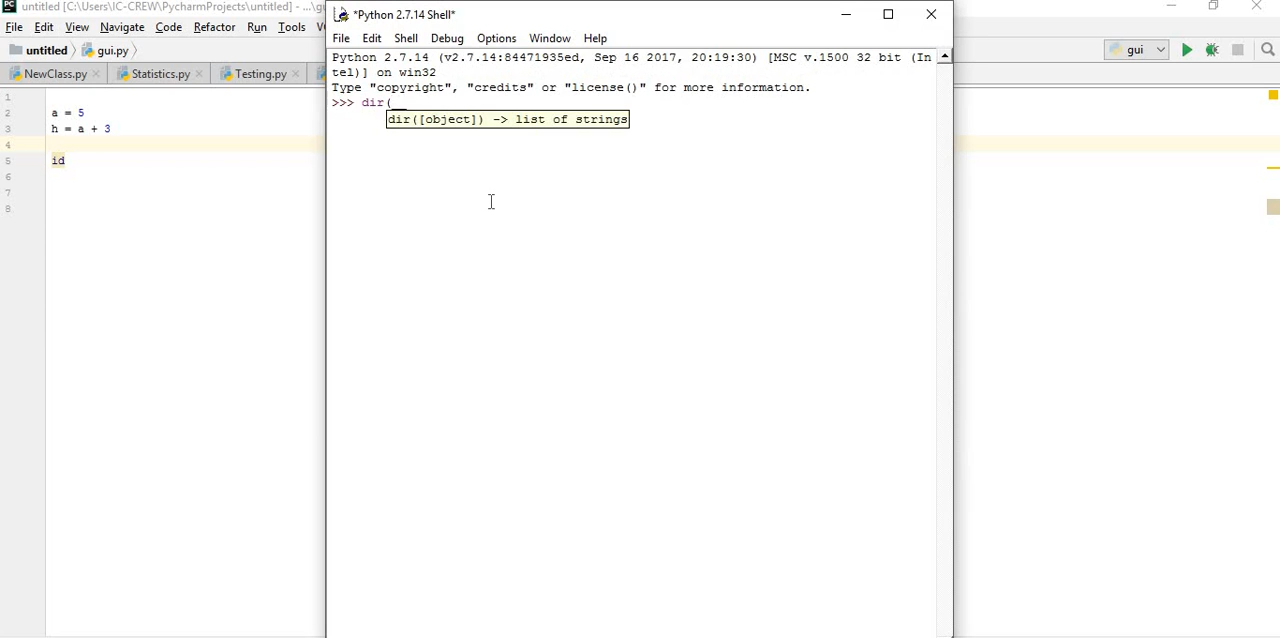 untitled [C:\Users\IC-CREW\PycharmProjects\untitled] - ...\gu
File Edit View Navigate Code Refactor Run Tools V
untitled gui.py
NewClass.py Statistics.py Testing.py
1
2 a = 5
3 h = a + 3
4
5 id
6
7
8
*Python 2.7.14 Shell*
File Edit Shell Debug Options Window Help
Python 2.7.14 (v2.7.14:84471935ed, Sep 16 2017, 20:19:30) [MSC v.1500 32 bit (In
tel)] on win32
Type "copyright", "credits" or "license()" for more information.
>>> dir(__
dir([object]) -> list of strings
gui